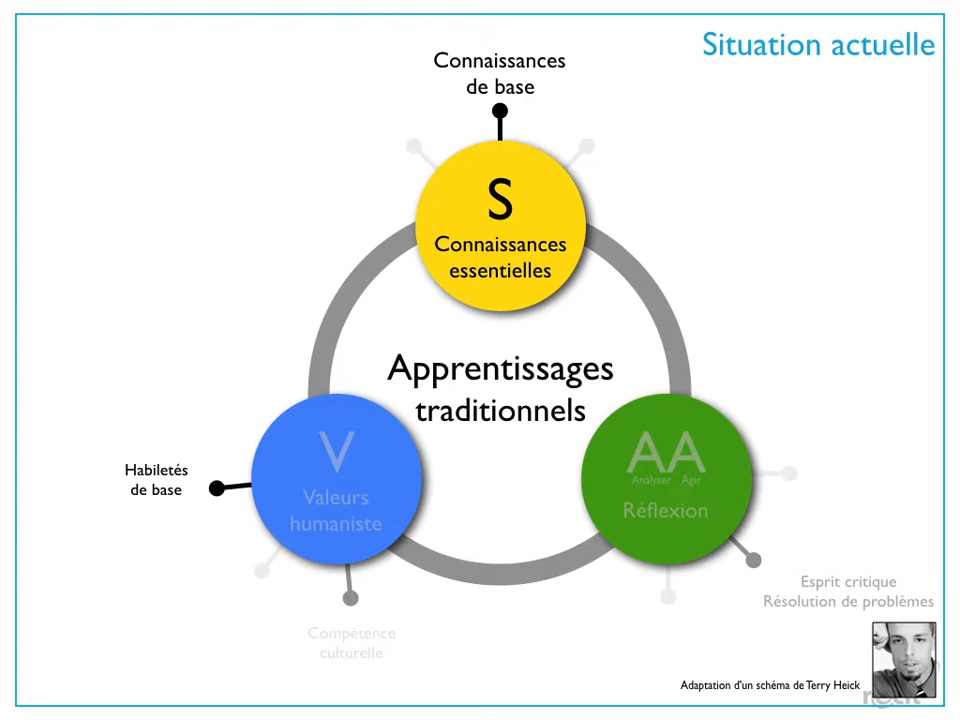 Situation actuelle
Connaissances
de base
S
Connaissances
essentielles
Apprentissages
traditionnels
V
Valeurs
humaniste
AA
Analyser Agir
Réflexion
Habiletés
de base
Esprit critique
Résolution de problèmes
Compétence
culturelle
Adaptation d'un schéma de Terry Heick